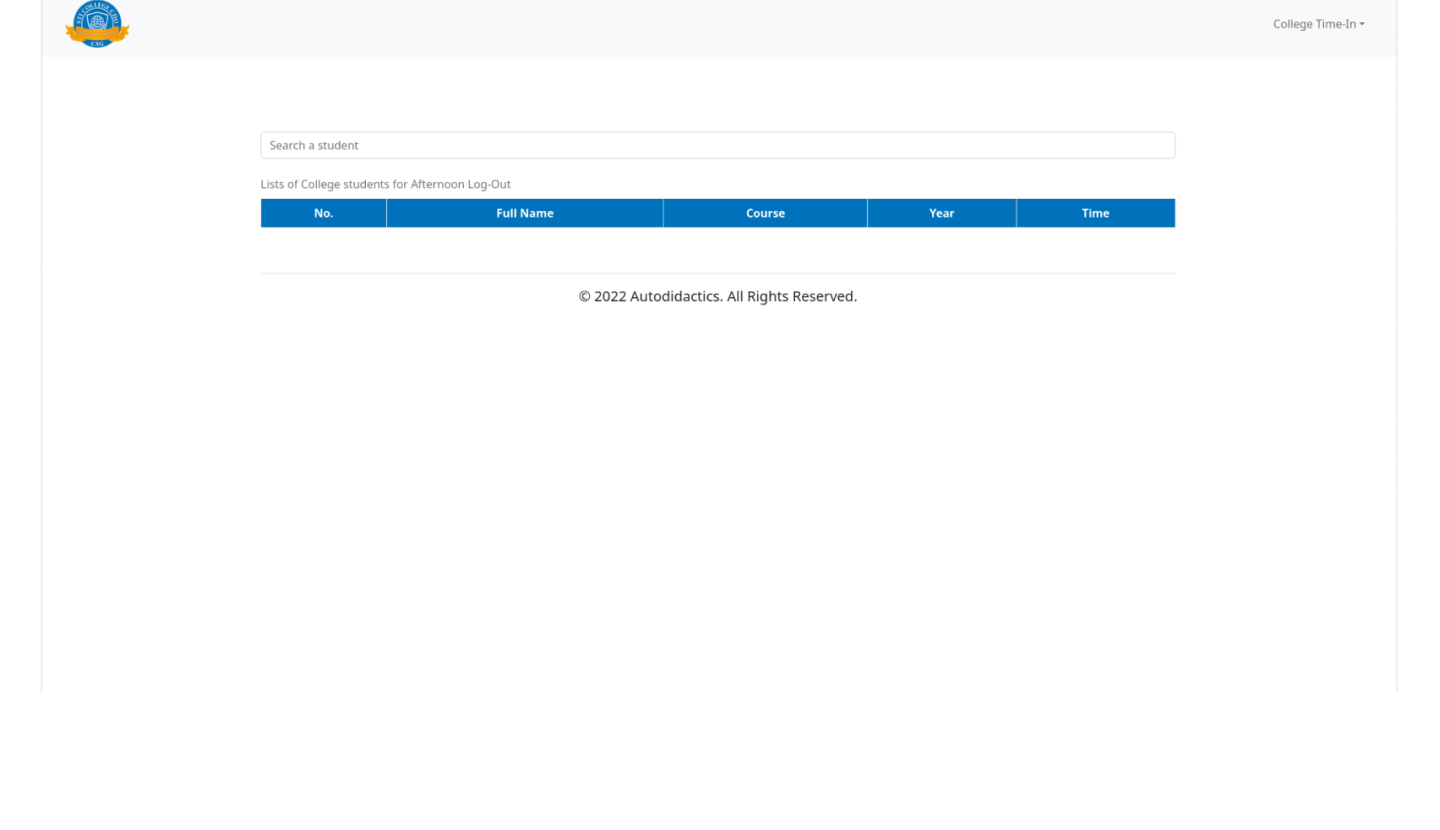 STI COLLEGE CDO
CSG
College Time-In
Search a student
Lists of College students for Afternoon Log-Out
No. Full Name Course Year Time
© 2022 Autodidactics. All Rights Reserved.